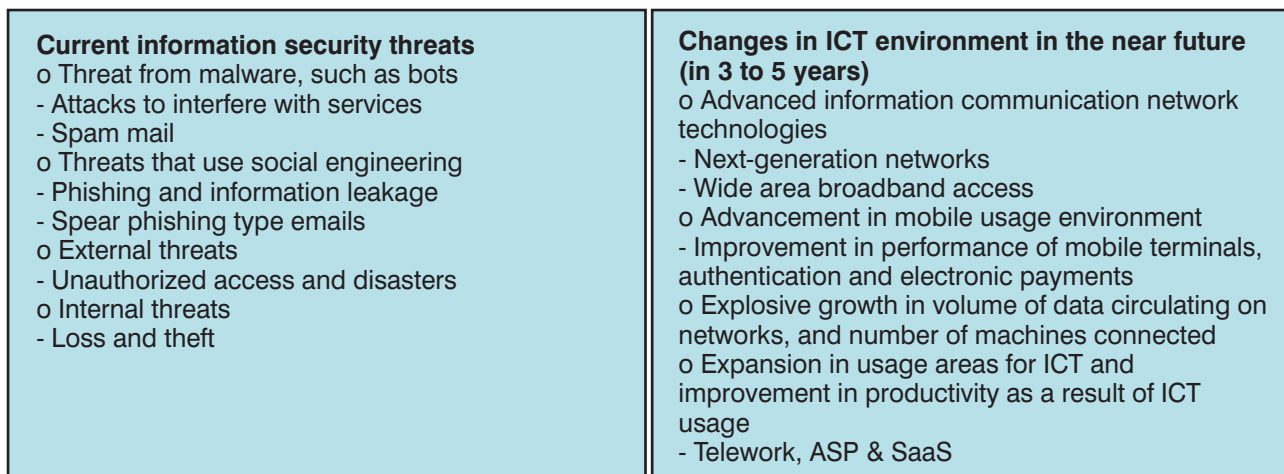 Current information security threats
o Threat from malware, such as bots
- Attacks to interfere with services
- Spam mail
o Threats that use social engineering
- Phishing and information leakage
- Spear phishing type emails
o External threats
- Unauthorized access and disasters
o Internal threats
- Loss and theft
Changes in ICT environment in the near future
(in 3 to 5 years)
o Advanced information communication network
technologies
- Next-generation networks
- Wide area broadband access
o Advancement in mobile usage environment
- Improvement in performance of mobile terminals,
authentication and electronic payments
o Explosive growth in volume of data circulating on
networks, and number of machines connected
o Expansion in usage areas for ICT and
improvement in productivity as a result of ICT
usage
- Telework, ASP & SaaS